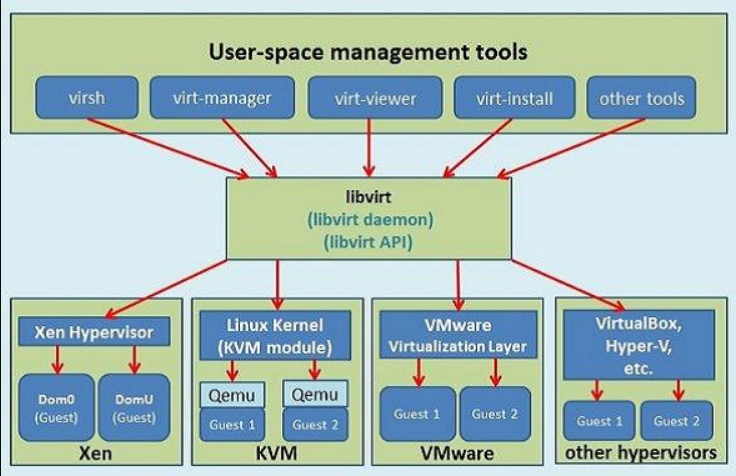 User-space management tools
virsh
virt-manager
virt-viewer
virt-install
other tools
libvirt
(libvirt daemon)
(libvirt API)
Xen Hypervisor
Dom0
(Guest)
DomU
(Guest)
Xen
Linux Kernel
(KVM module)
Qemu
Guest 1
Qemu
Guest 2
KVM
VMware
Virtualization Layer
Guest 1
Guest 2
VMware
VirtualBox,
Hyper-V,
etc.
Guest 1
Guest 2
other hypervisors